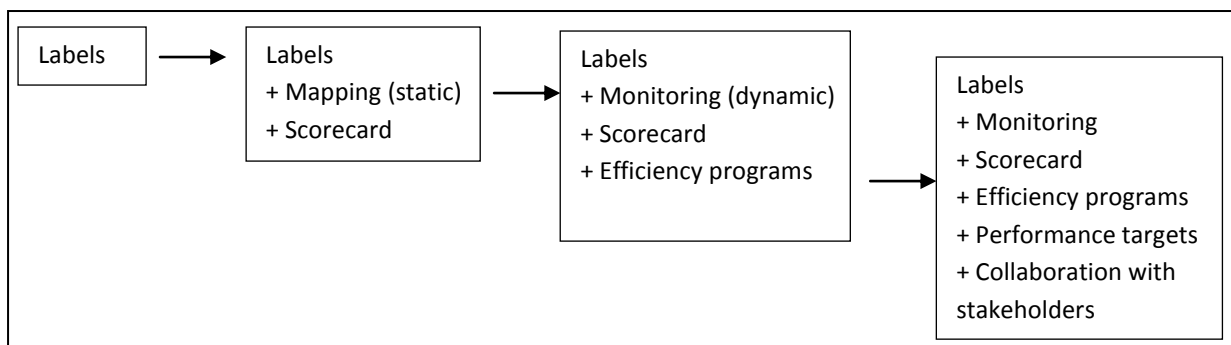 Labels
Labels
+ Mapping (static)
+ Scorecard
Labels
+ Monitoring (dynamic)
+ Scorecard
+ Efficiency programs
Labels
+ Monitoring
+ Scorecard
+ Efficiency programs
+ Performance targets
+ Collaboration with
stakeholders